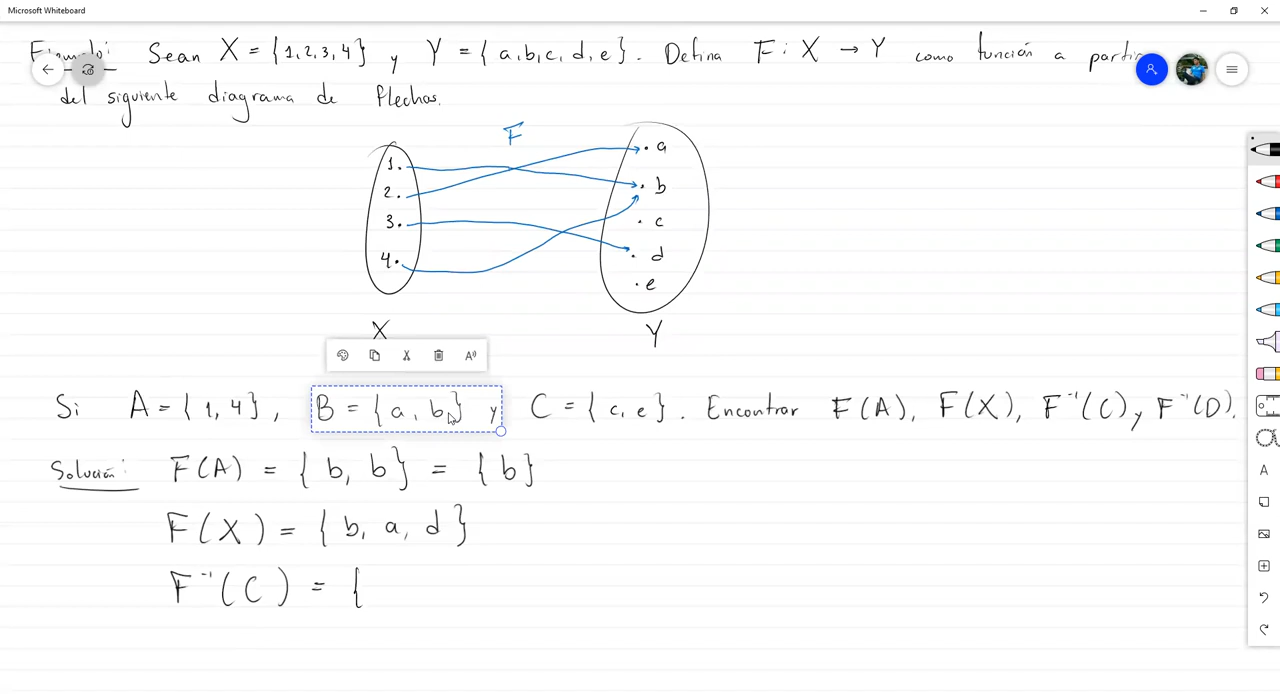 Microsoft Whiteboard
Ejemplo: Sean X = {1,2,3,4} y Y = {a,b,c,d,e}. Defina F: X → Y como función a partir
del siguiente diagrama de flechas.
F
1.
2.
3.
4.
. a
. b
. c
. d
. e
X
Y
Si A = {1,4}, B = {a,b} y C = {c,e}. Encontrar F(A), F(X), F⁻¹(C) y F⁻¹(D).
Solución: F(A) = {b, b} = {b}
F(X) = {b, a, d}
F⁻¹(C) = {